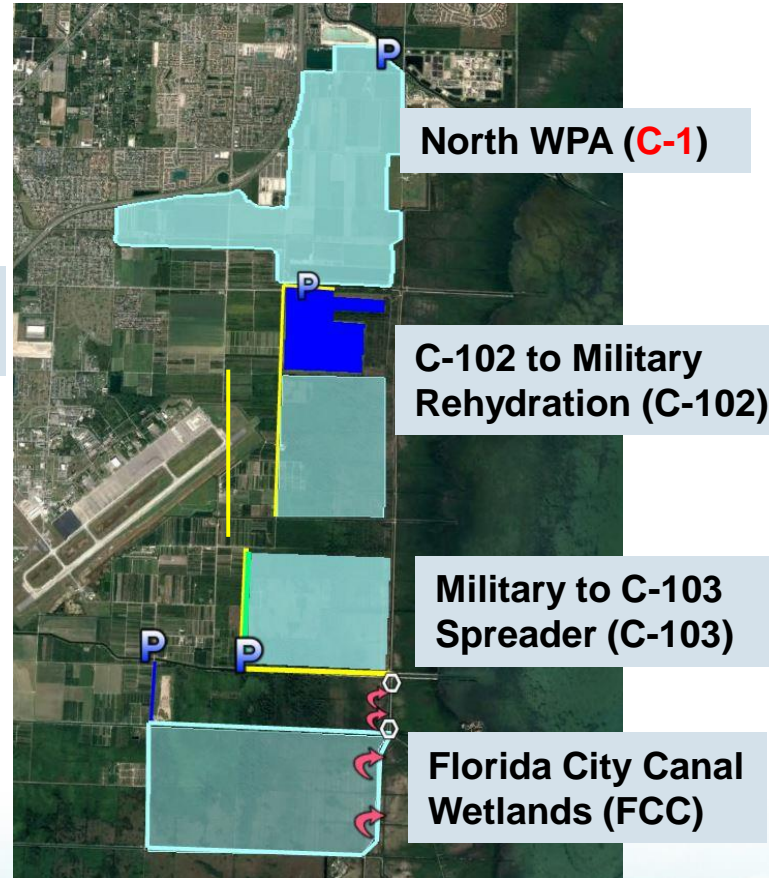 P
North WPA (C-1)
P
C-102 to Military
Rehydration (C-102)
Military to C-103
Spreader (C-103)
P
P
Florida City Canal
Wetlands (FCC)